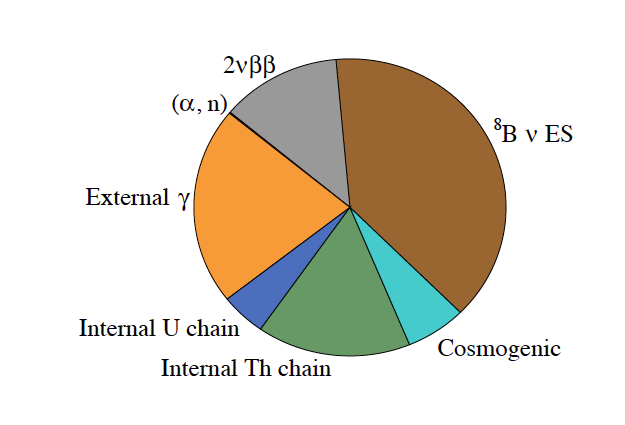 2νββ
(α, n)
⁸B ν ES
External γ
Internal U chain
Cosmogenic
Internal Th chain